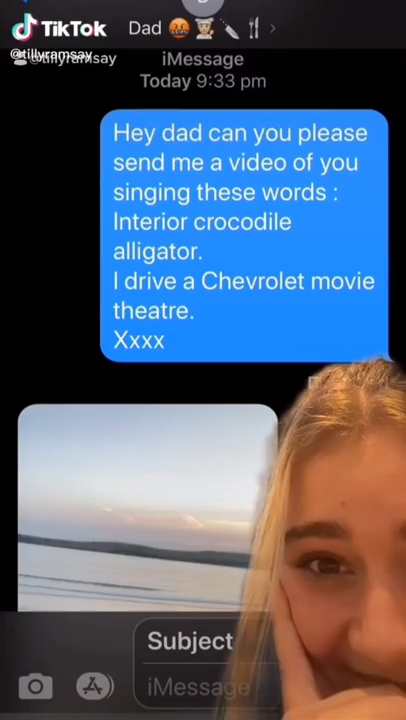 TikTok
Dad 🤬👨‍🍳🔪🍴 >
@tillyramsay
@tillyramsay
iMessage
Today 9:33 pm
Hey dad can you please
send me a video of you
singing these words :
Interior crocodile
alligator.
I drive a Chevrolet movie
theatre.
Xxxx
Subject
iMessage